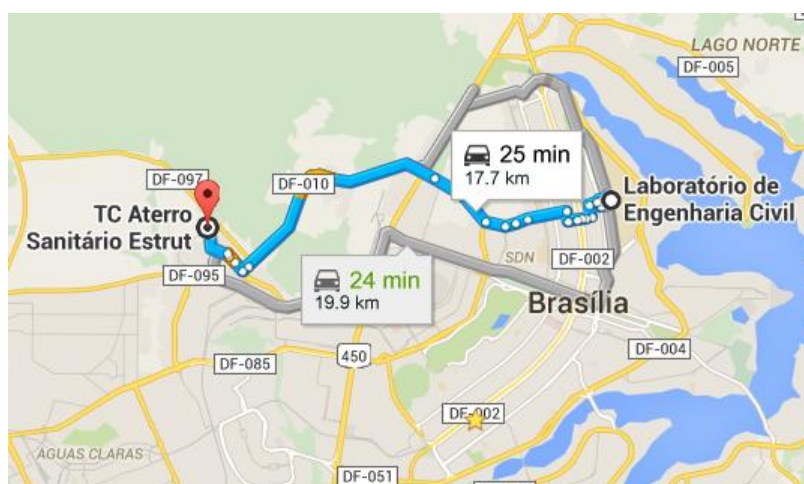 LAGO NORTE
DF-005
25 min
17.7 km
DF-097
DF-010
Laboratório de
Engenharia Civil
TC Aterro
Sanitário Estrut
DF-095
24 min
19.9 km
SDN
DF-002
Brasília
450
DF-004
DF-085
DF-002
AGUAS CLARAS
DF-051